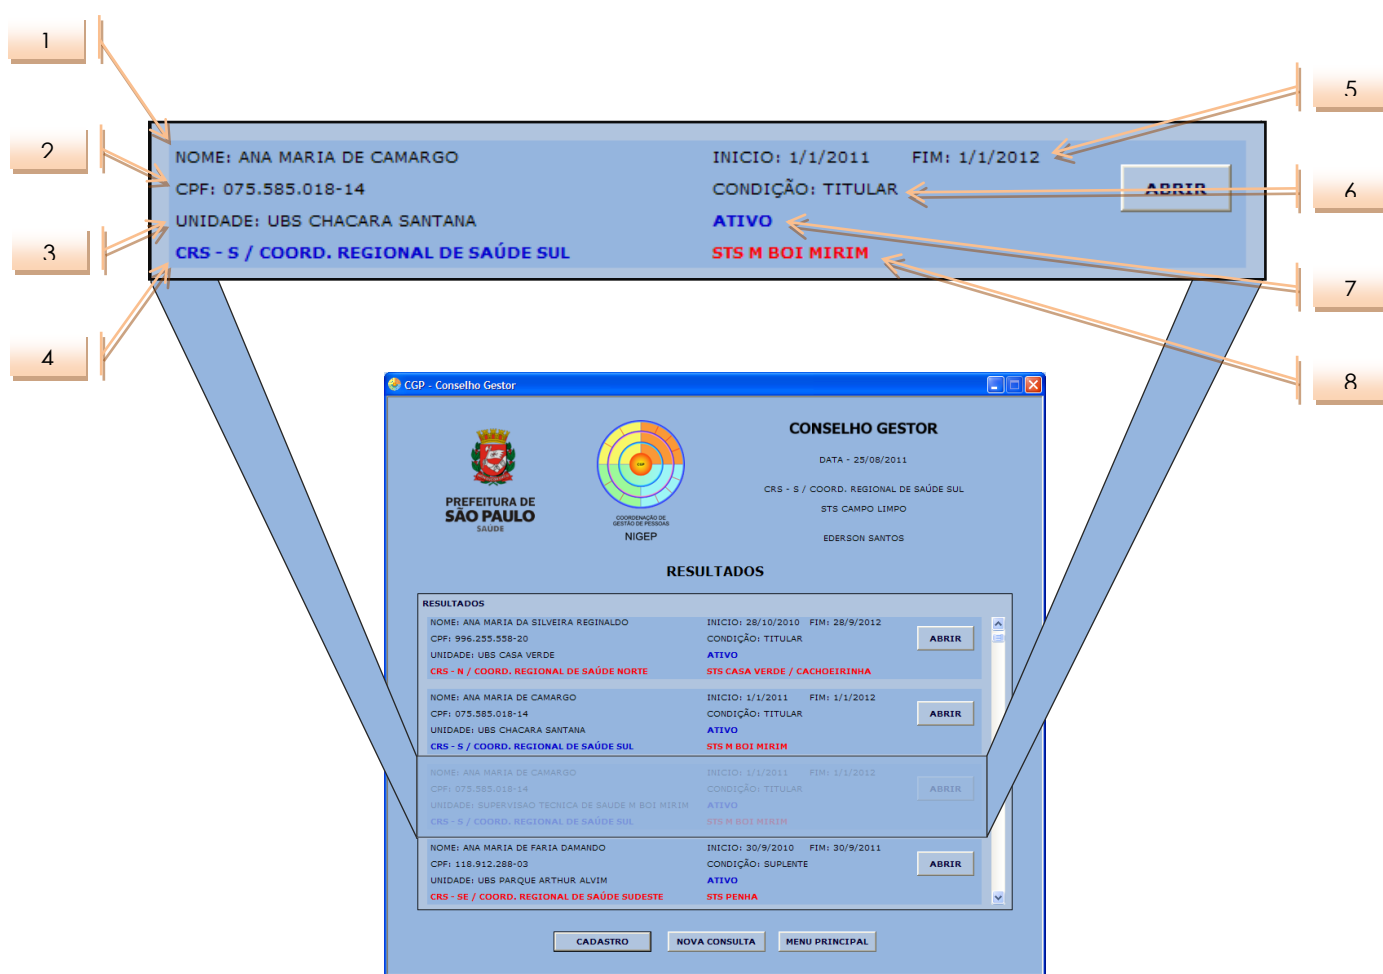 1
2
3
4
5
6
7
8
NOME: ANA MARIA DE CAMARGO INICIO: 1/1/2011 FIM: 1/1/2012
CPF: 075.585.018-14 CONDIÇÃO: TITULAR ABRIR
UNIDADE: UBS CHACARA SANTANA ATIVO
CRS - S / COORD. REGIONAL DE SAÚDE SUL STS M BOI MIRIM
CGP - Conselho Gestor
PREFEITURA DE
SÃO PAULO
SAÚDE
CGP
COORDENAÇÃO DE
GESTÃO DE PESSOAS
NIGEP
CONSELHO GESTOR
DATA - 25/08/2011
CRS - S / COORD. REGIONAL DE SAÚDE SUL
STS CAMPO LIMPO
EDERSON SANTOS
RESULTADOS
RESULTADOS
NOME: ANA MARIA DA SILVEIRA REGINALDO INICIO: 28/10/2010 FIM: 28/9/2012
CPF: 996.255.558-20 CONDIÇÃO: TITULAR ABRIR
UNIDADE: UBS CASA VERDE ATIVO
CRS - N / COORD. REGIONAL DE SAÚDE NORTE STS CASA VERDE / CACHOEIRINHA
NOME: ANA MARIA DE CAMARGO INICIO: 1/1/2011 FIM: 1/1/2012
CPF: 075.585.018-14 CONDIÇÃO: TITULAR ABRIR
UNIDADE: UBS CHACARA SANTANA ATIVO
CRS - S / COORD. REGIONAL DE SAÚDE SUL STS M BOI MIRIM
NOME: ANA MARIA DE CAMARGO INICIO: 1/1/2011 FIM: 1/1/2012
CPF: 075.585.018-14 CONDIÇÃO: TITULAR ABRIR
UNIDADE: SUPERVISAO TECNICA DE SAUDE M BOI MIRIM ATIVO
CRS - S / COORD. REGIONAL DE SAÚDE SUL STS M BOI MIRIM
NOME: ANA MARIA DE FARIA DAMANDO INICIO: 30/9/2010 FIM: 30/9/2011
CPF: 118.912.288-03 CONDIÇÃO: SUPLENTE ABRIR
UNIDADE: UBS PARQUE ARTHUR ALVIM ATIVO
CRS - SE / COORD. REGIONAL DE SAÚDE SUDESTE STS PENHA
CADASTRO NOVA CONSULTA MENU PRINCIPAL